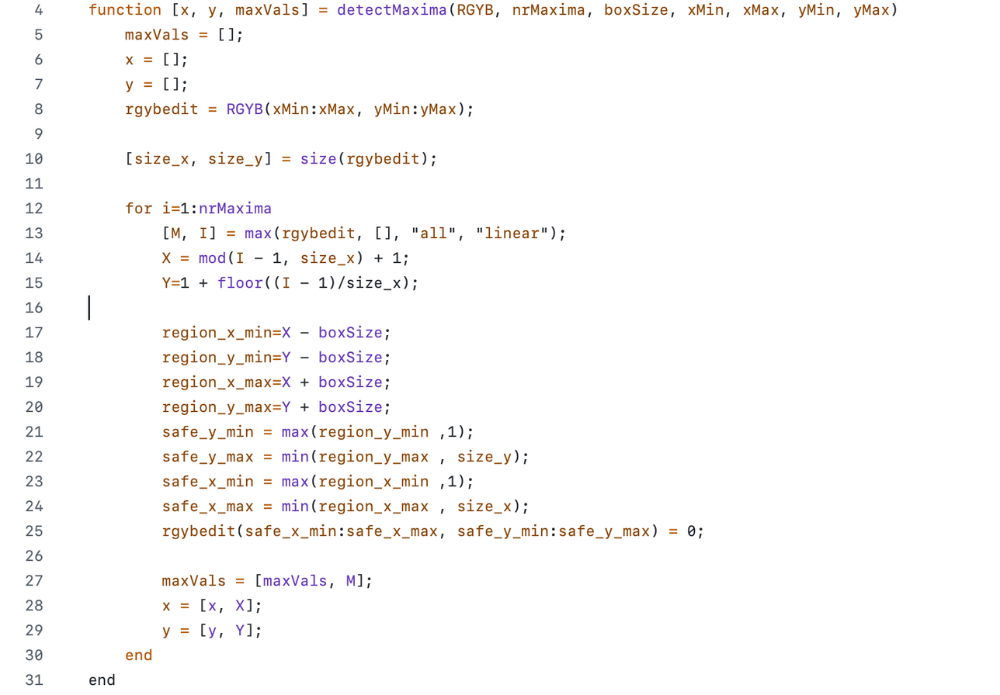 4 function [x, y, maxVals] = detectMaxima(RGYB, nrMaxima, boxSize, xMin, xMax, yMin, yMax)
5 maxVals = [];
6 x = [];
7 y = [];
8 rgybedit = RGYB(xMin:xMax, yMin:yMax);
9
10 [size_x, size_y] = size(rgybedit);
11
12 for i=1:nrMaxima
13 [M, I] = max(rgybedit, [], "all", "linear");
14 X = mod(I − 1, size_x) + 1;
15 Y=1 + floor((I − 1)/size_x);
16
17 region_x_min=X − boxSize;
18 region_y_min=Y − boxSize;
19 region_x_max=X + boxSize;
20 region_y_max=Y + boxSize;
21 safe_y_min = max(region_y_min ,1);
22 safe_y_max = min(region_y_max , size_y);
23 safe_x_min = max(region_x_min ,1);
24 safe_x_max = min(region_x_max , size_x);
25 rgybedit(safe_x_min:safe_x_max, safe_y_min:safe_y_max) = 0;
26
27 maxVals = [maxVals, M];
28 x = [x, X];
29 y = [y, Y];
30 end
31 end